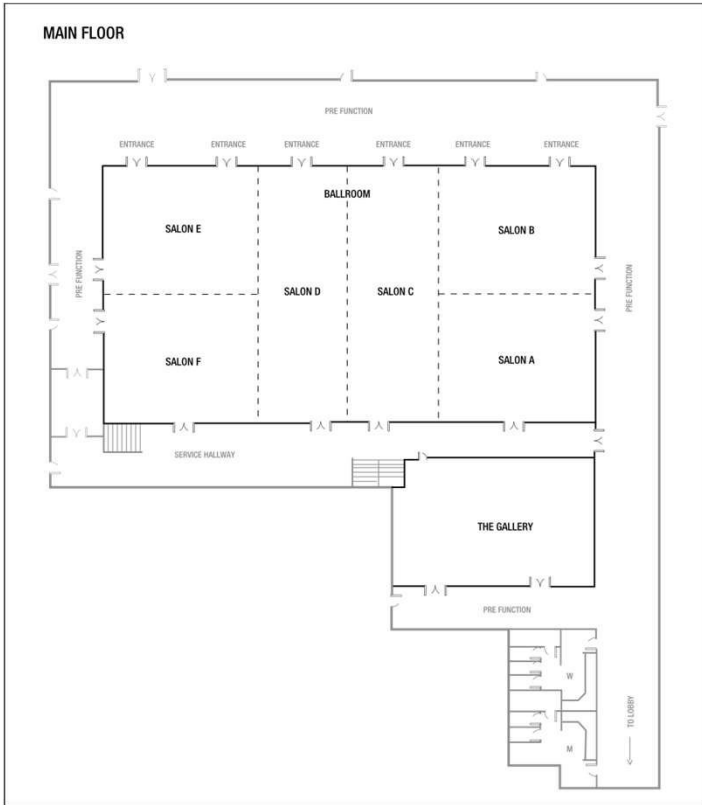 MAIN FLOOR
PRE FUNCTION
ENTRANCE ENTRANCE ENTRANCE ENTRANCE ENTRANCE ENTRANCE
BALLROOM
SALON E
SALON B
PRE FUNCTION
SALON D
SALON C
PRE FUNCTION
SALON F
SALON A
SERVICE HALLWAY
THE GALLERY
PRE FUNCTION
W
TO LOBBY
M